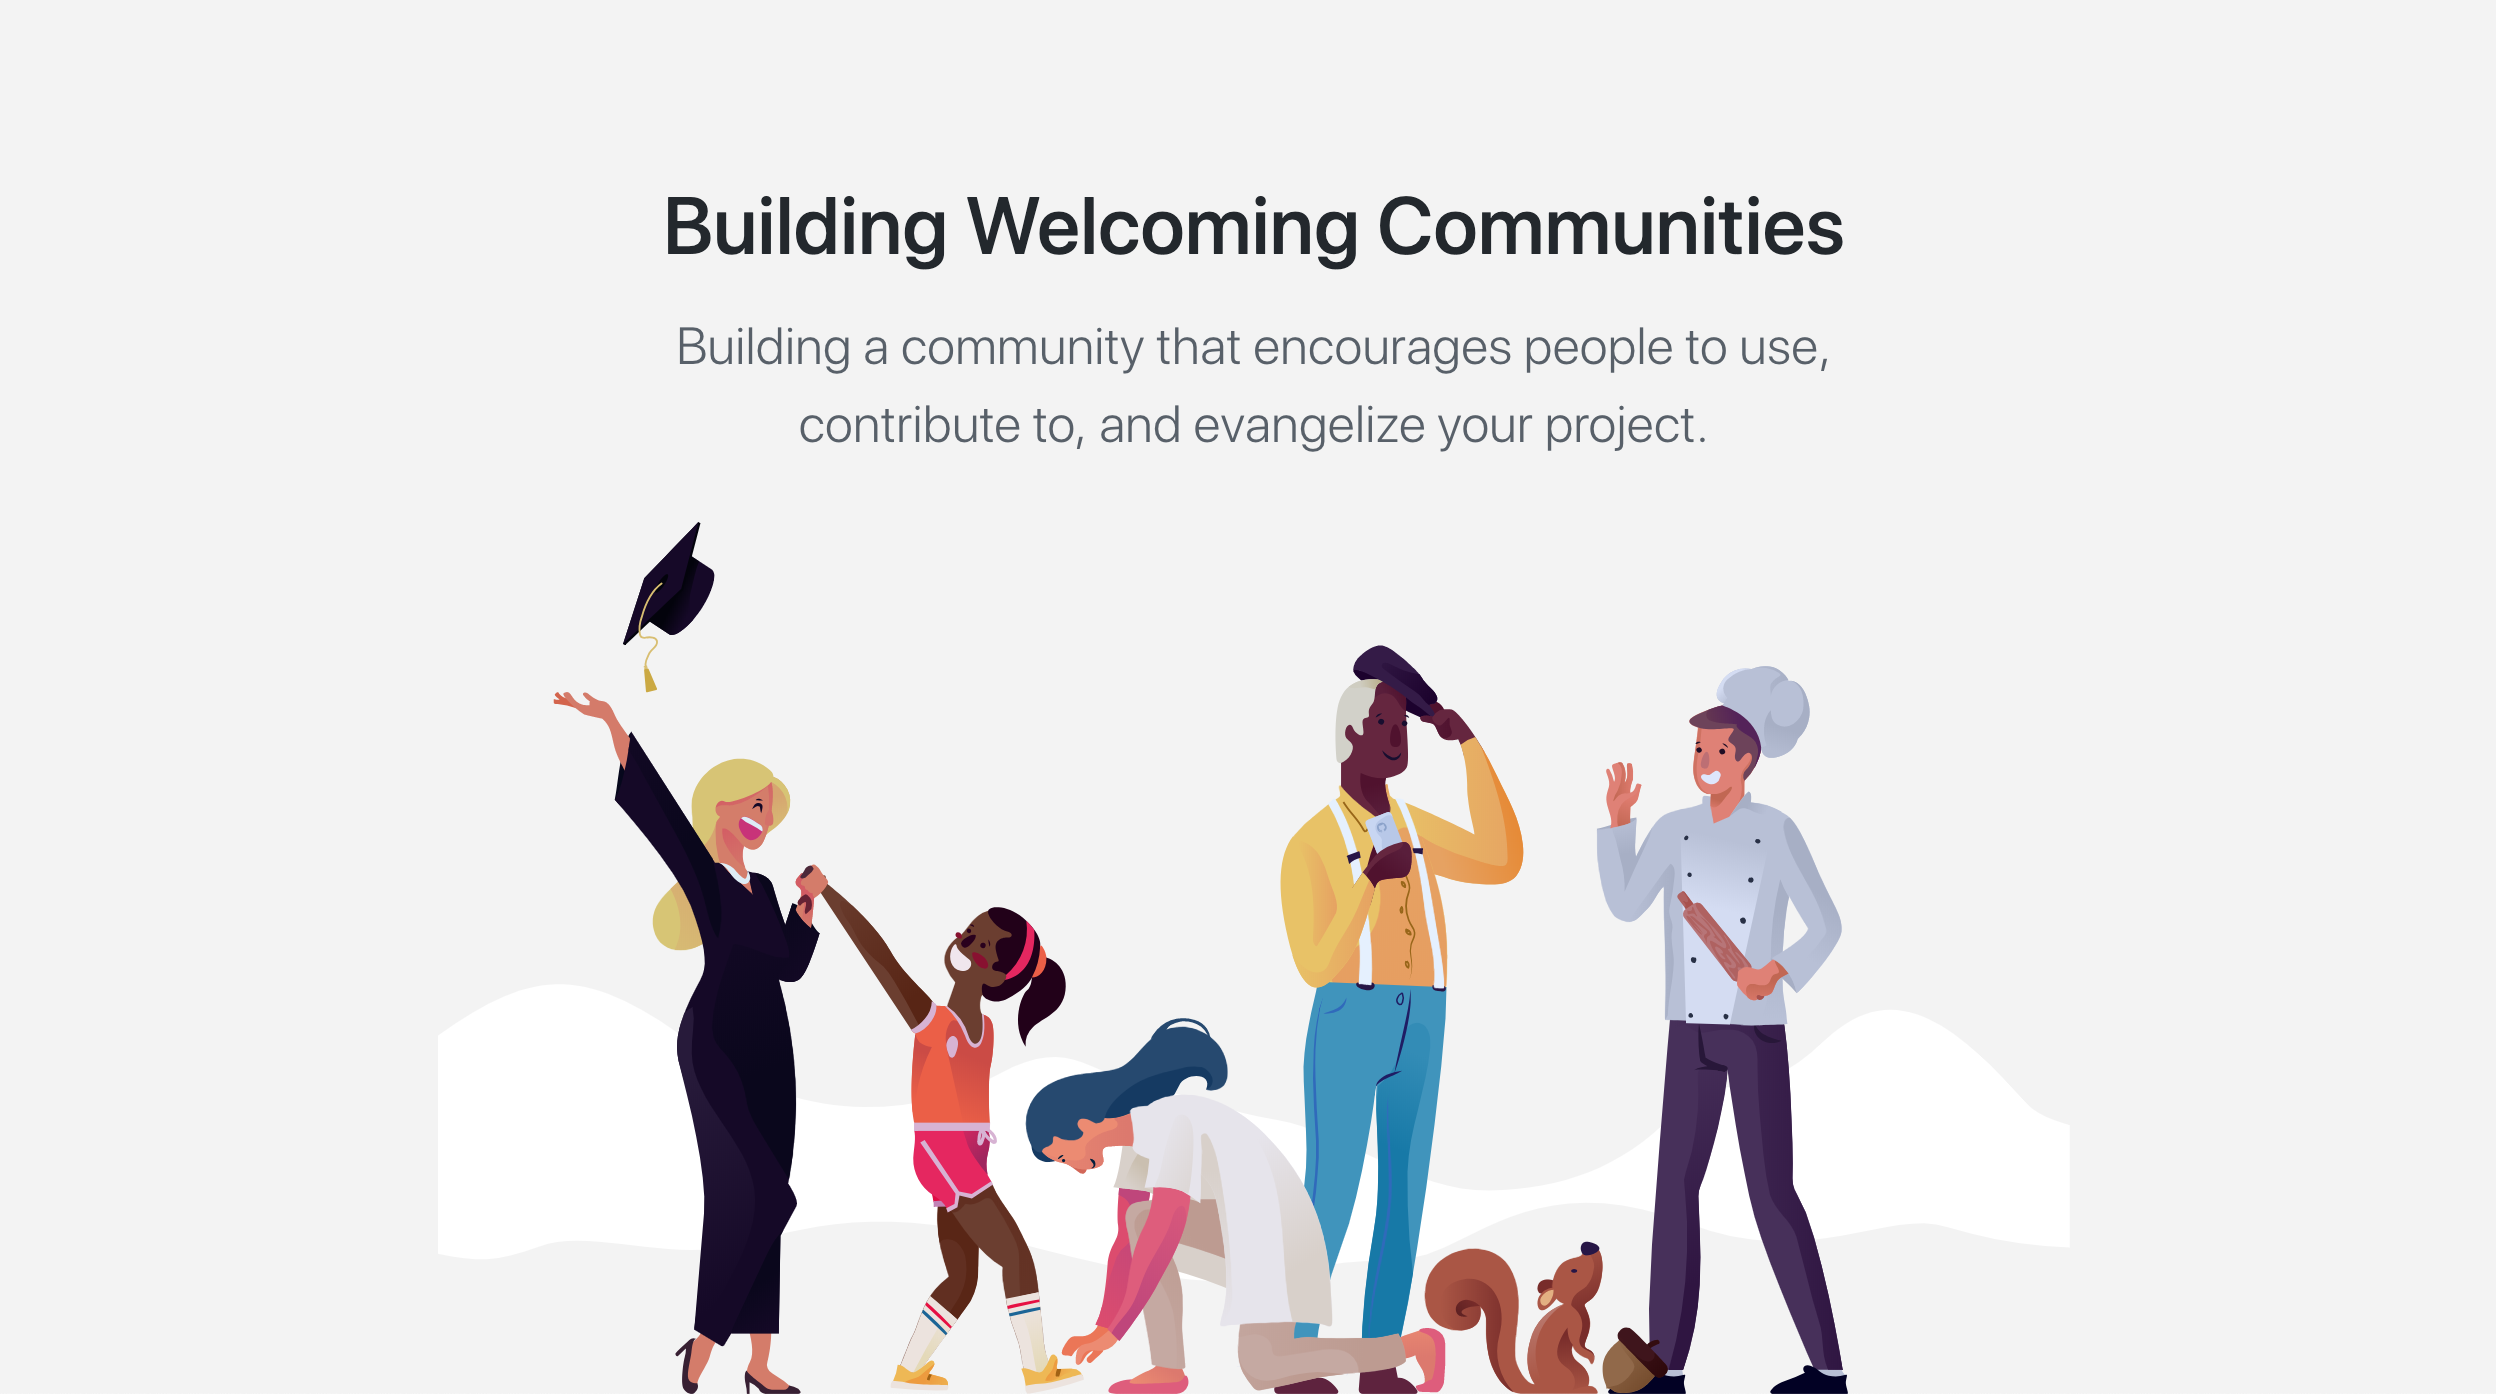 Building Welcoming Communities
Building a community that encourages people to use,
contribute to, and evangelize your project.